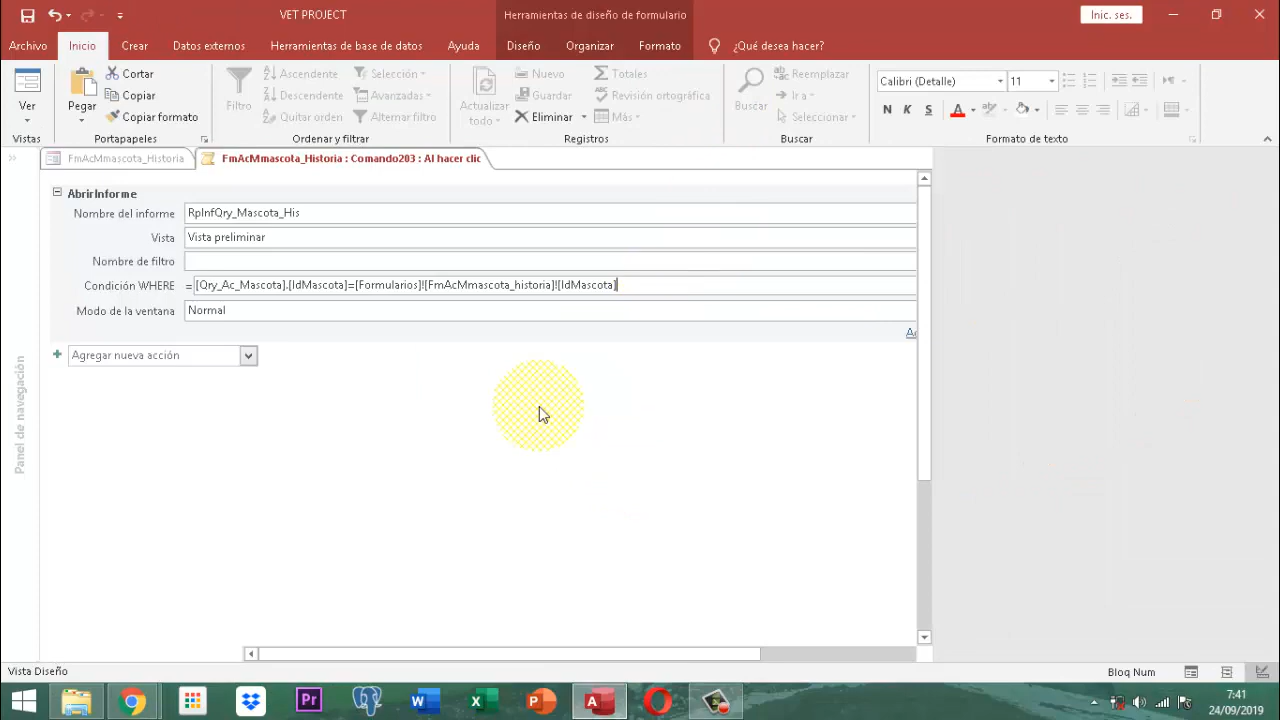 VET PROJECT
Herramientas de diseño de formulario
Inic. ses.
Archivo
Inicio
Crear
Datos externos
Herramientas de base de datos
Ayuda
Diseño
Organizar
Formato
¿Qué desea hacer?
Ver
Vistas
Pegar
Cortar
Copiar
Copiar formato
Portapapeles
Filtro
Ascendente
Descendente
Quitar orden
Selección
Avanzadas
Ordenar y filtrar
Actualizar
todo
Nuevo
Guardar
Eliminar
Totales
Revisión ortográfica
Más
Registros
Buscar
Reemplazar
Ir a
Seleccionar
Buscar
Calibri (Detalle)
11
N K S
Formato de texto
FmAcMmascota_Historia
FmAcMmascota_Historia : Comando203 : Al hacer clic
AbrirInforme
Nombre del informe RpInfQry_Mascota_His
Vista Vista preliminar
Nombre de filtro
Condición WHERE =[Qry_Ac_Mascota].[IdMascota]=[Formularios]![FmAcMmascota_historia]![IdMascota]
Modo de la ventana Normal
Agregar nueva acción
Panel de navegación
Vista Diseño
Bloq Num
7:41
24/09/2019